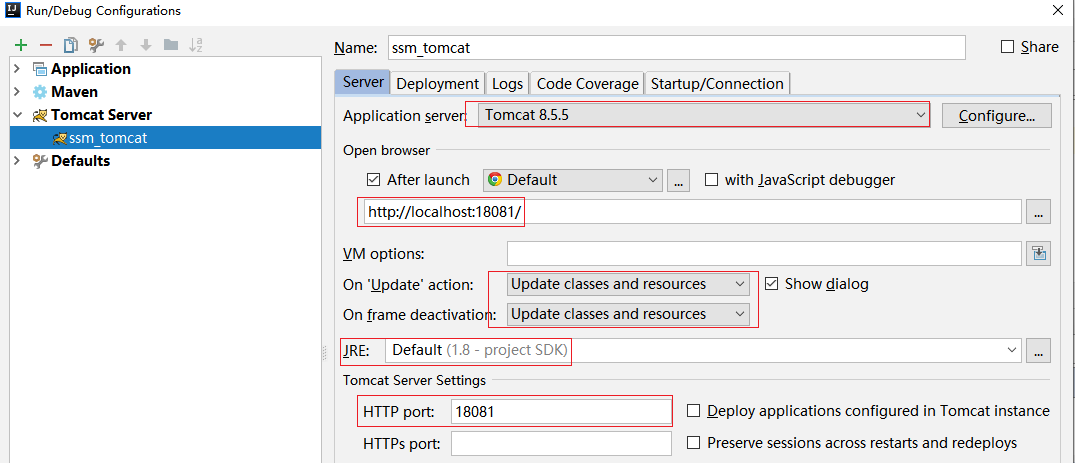 Run/Debug Configurations
Name: ssm_tomcat Share
Application
Maven
Tomcat Server
ssm_tomcat
Defaults
Server Deployment Logs Code Coverage Startup/Connection
Application server: Tomcat 8.5.5 Configure...
Open browser
After launch Default ... with JavaScript debugger
http://localhost:18081/ ...
VM options:
On 'Update' action: Update classes and resources Show dialog
On frame deactivation: Update classes and resources
JRE: Default (1.8 - project SDK) ...
Tomcat Server Settings
HTTP port: 18081 Deploy applications configured in Tomcat instance
HTTPs port: Preserve sessions across restarts and redeploys